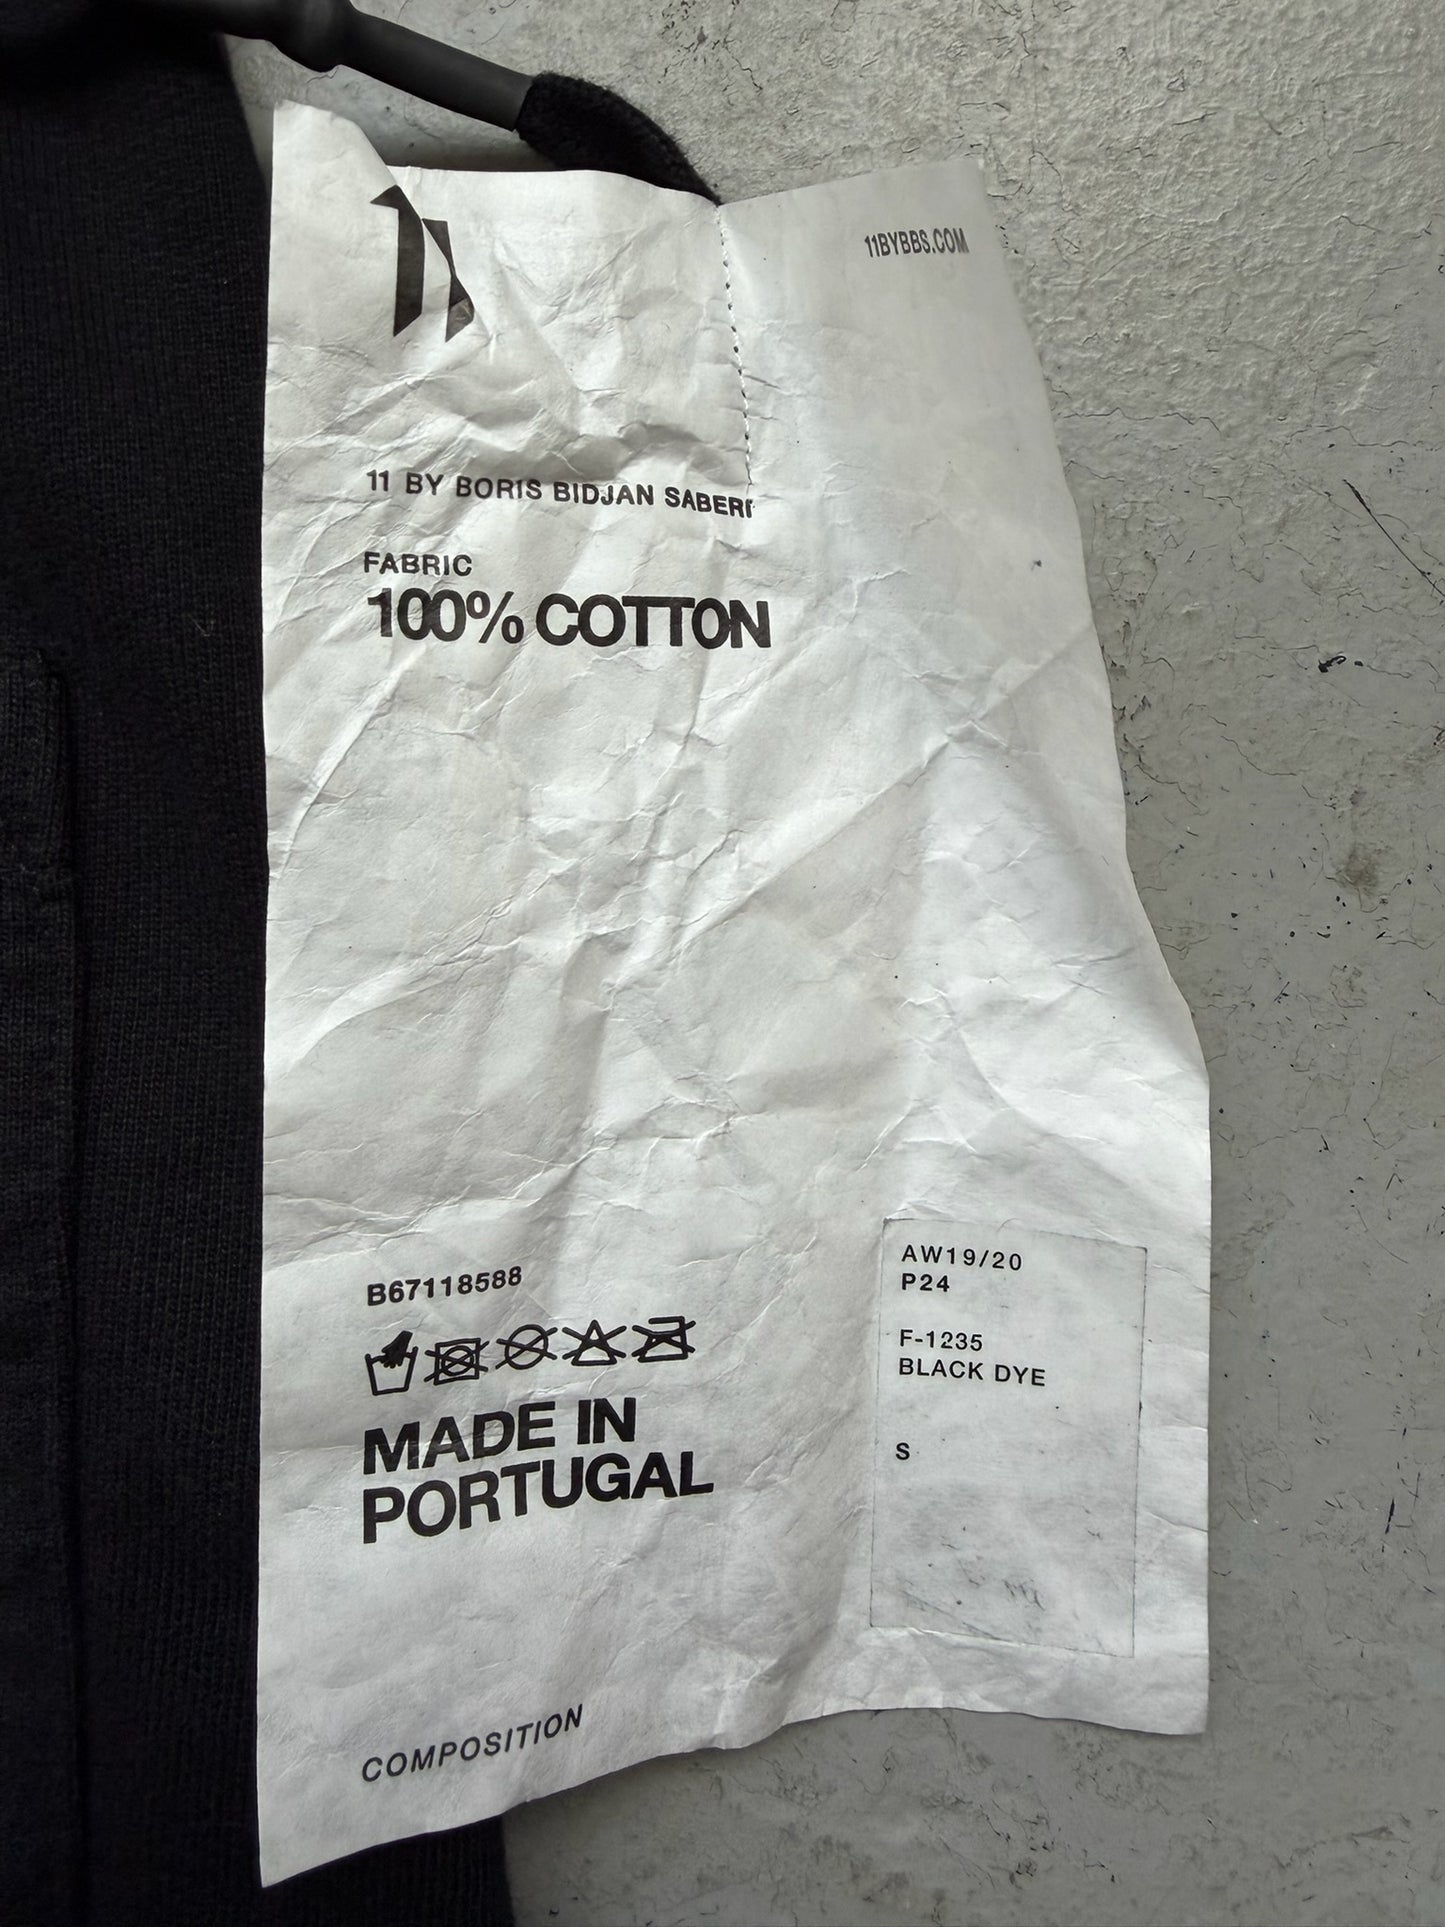 11
11BYBBS.COM
11 BY BORIS BIDJAN SABERI
FABRIC
100% COTTON
B67118588
MADE IN
PORTUGAL
COMPOSITION
AW19/20
P24
F-1235
BLACK DYE
S